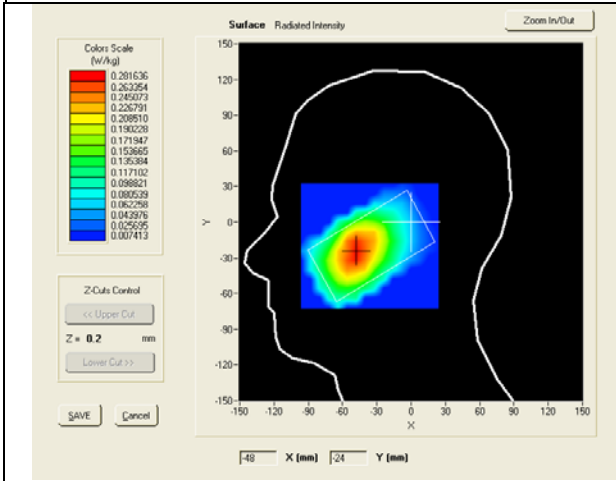 Surface Radiated Intensity
Zoom In/Out
Colors Scale
(W/kg)
0.281636
0.263354
0.245073
0.226791
0.208510
0.190228
0.171947
0.153665
0.135384
0.117102
0.098821
0.080539
0.062258
0.043976
0.025695
0.007413
Z-Cuts Control
<< Upper Cut
Z = 0.2 mm
Lower Cut >>
SAVE Cancel
150-
120-
90-
60-
30-
0-
-30-
-60-
-90-
-120-
-150-
Y
-150 -120 -90 -60 -30 0 30 60 90 120 150
X
-48 X (mm) -24 Y (mm)